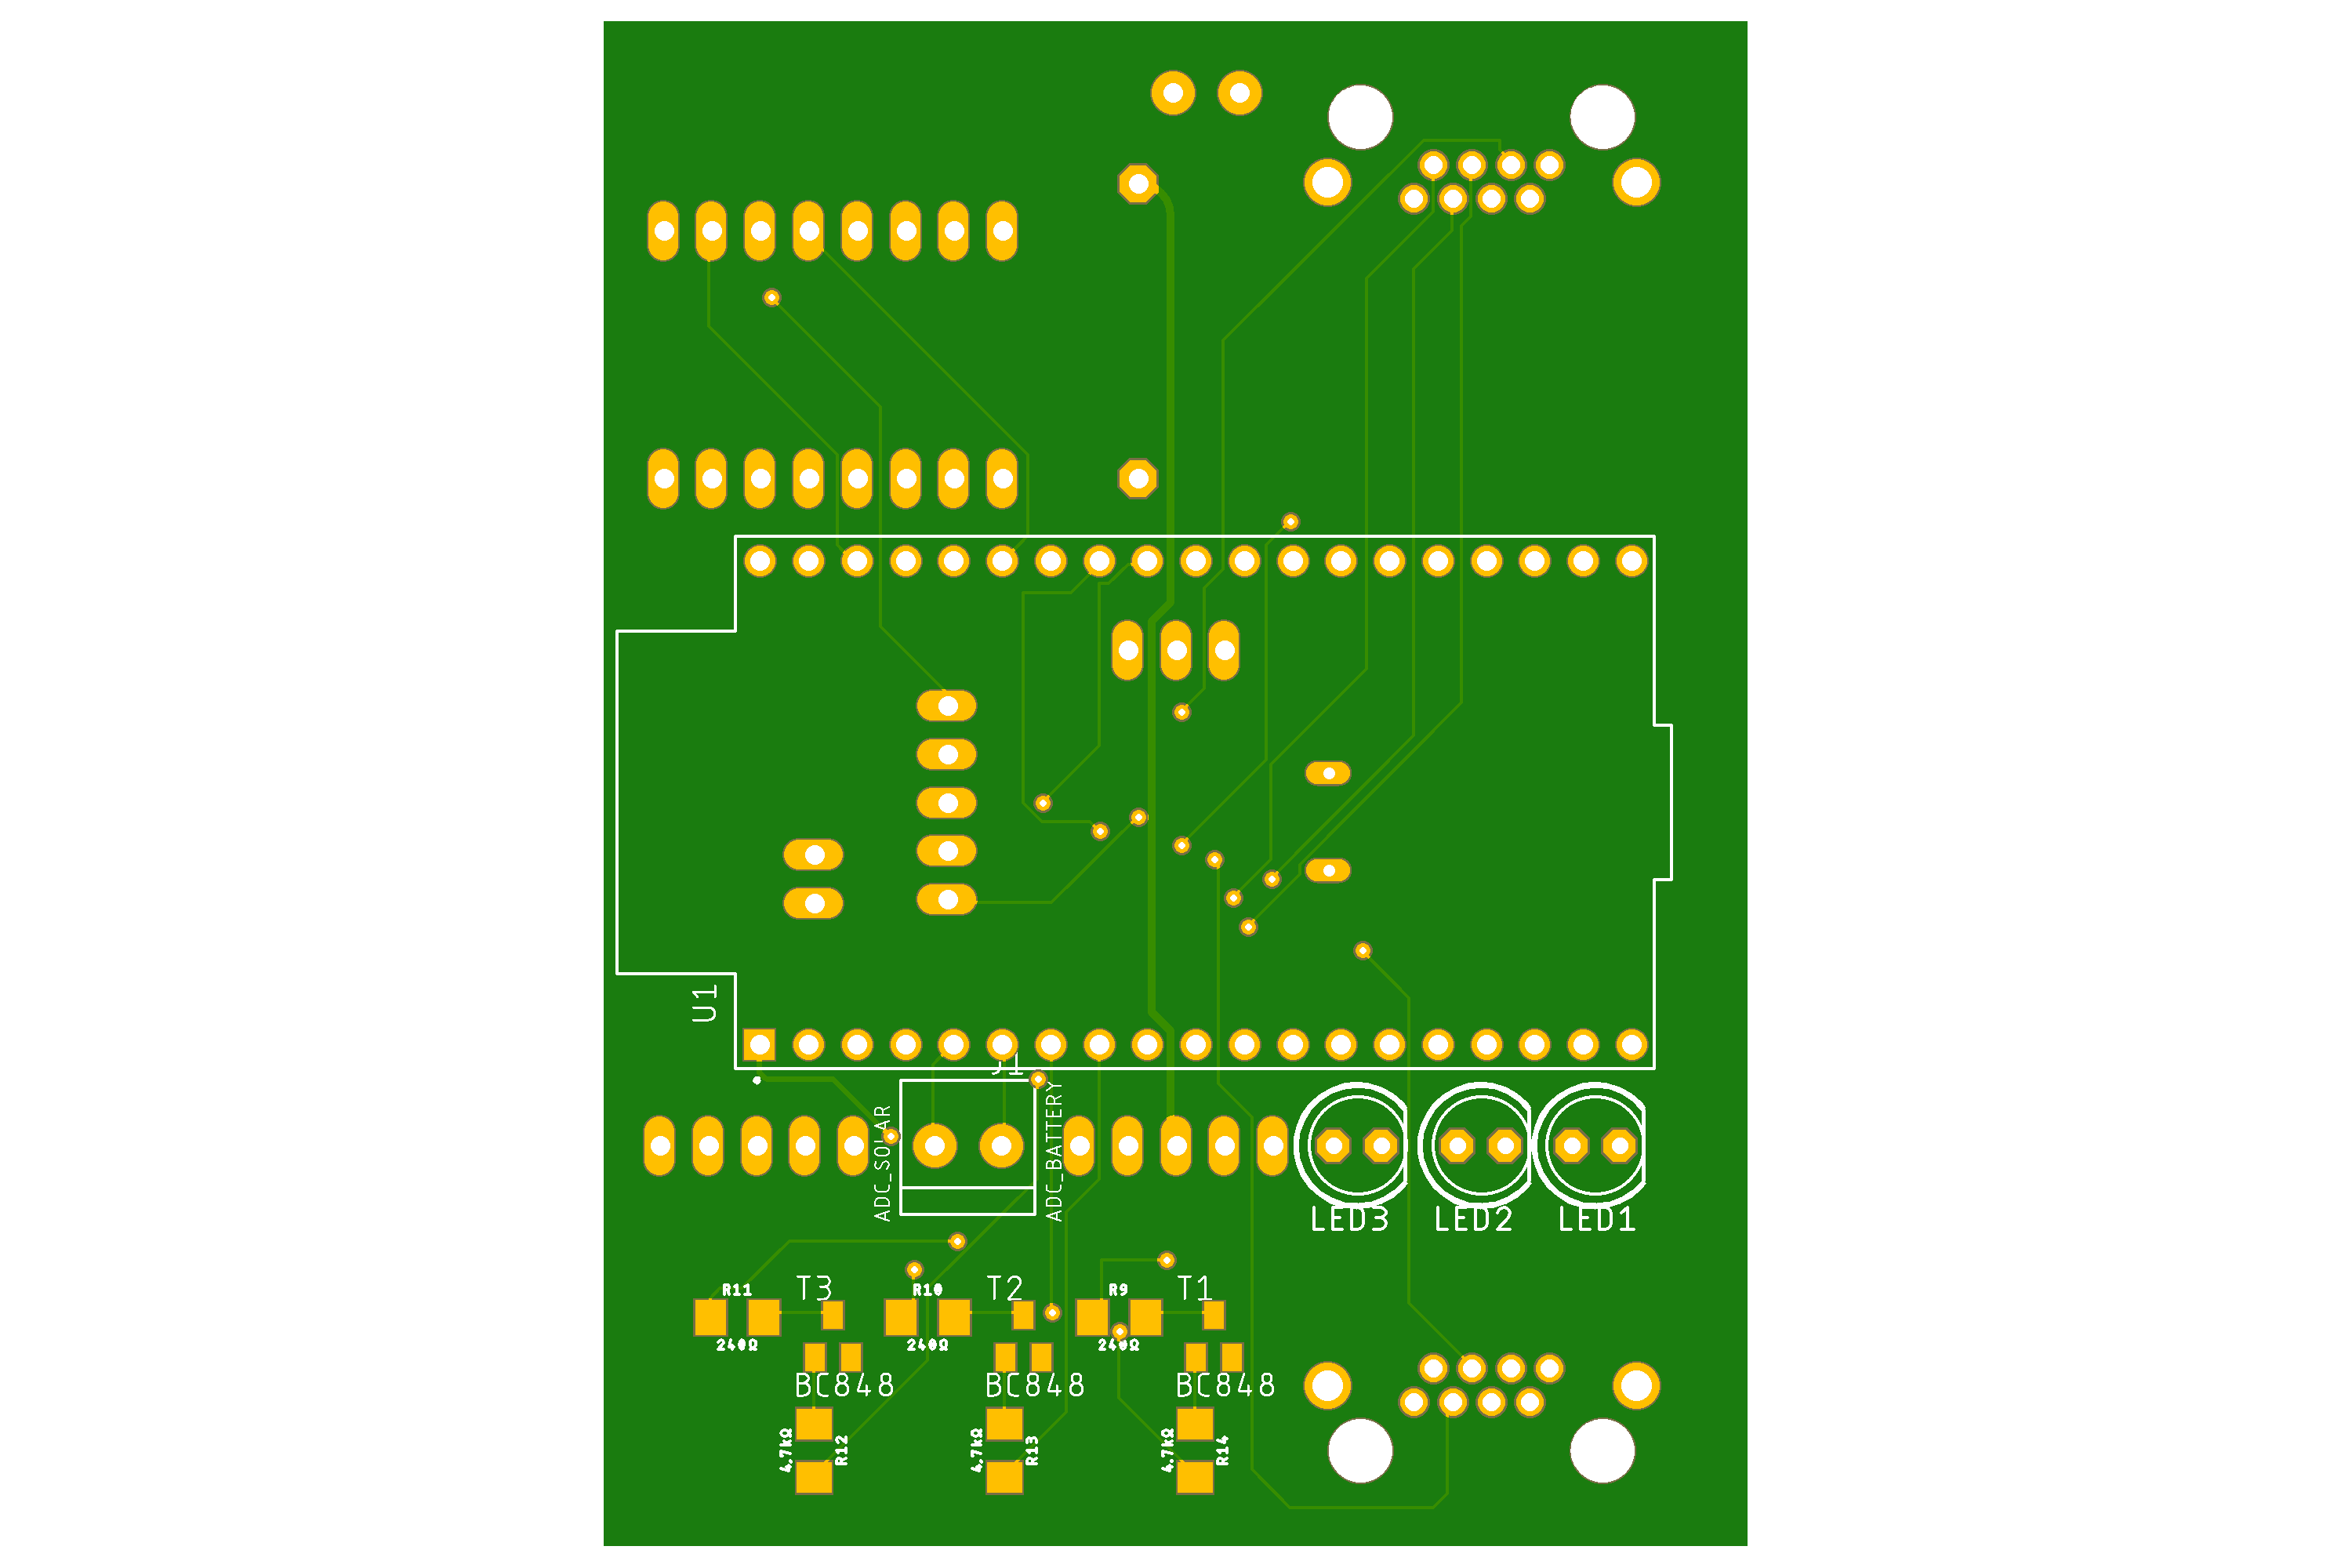 U1
J1
ADC_SOLAR
ADC_BATTERY
LED3
LED2
LED1
R11
T3
R10
T2
R9
T1
240Ω
240Ω
240Ω
BC848
BC848
BC848
4.7kΩ
R12
4.7kΩ
R13
4.7kΩ
R14